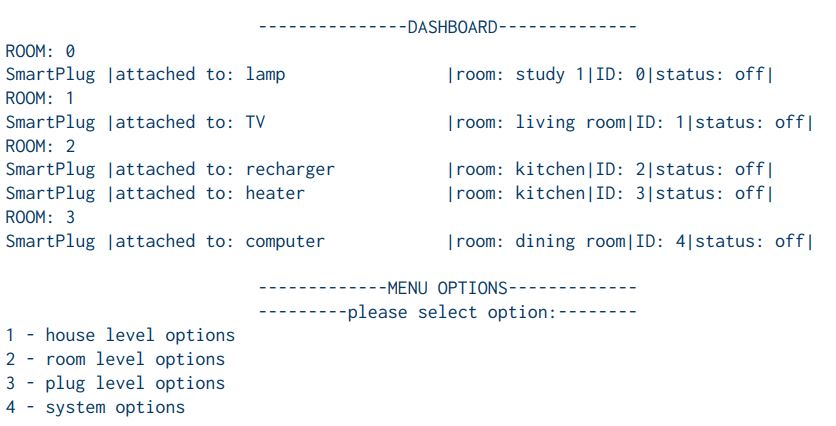 ---------------DASHBOARD--------------
ROOM: 0
SmartPlug |attached to: lamp                |room: study 1|ID: 0|status: off|
ROOM: 1
SmartPlug |attached to: TV                  |room: living room|ID: 1|status: off|
ROOM: 2
SmartPlug |attached to: recharger           |room: kitchen|ID: 2|status: off|
SmartPlug |attached to: heater              |room: kitchen|ID: 3|status: off|
ROOM: 3
SmartPlug |attached to: computer            |room: dining room|ID: 4|status: off|
-------------MENU OPTIONS-------------
---------please select option:--------
1 - house level options
2 - room level options
3 - plug level options
4 - system options